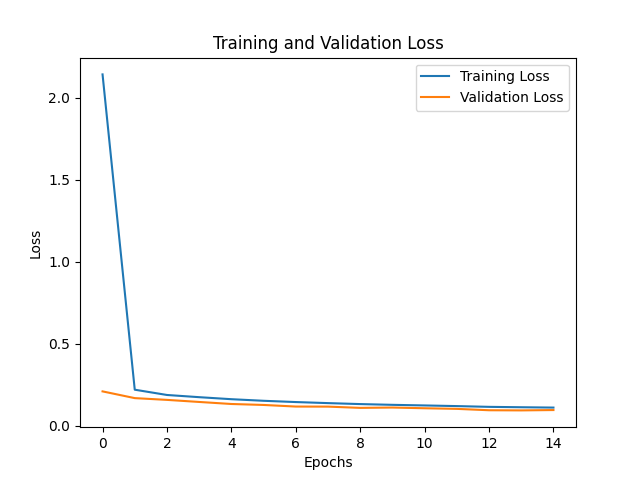 Training and Validation Loss
Training Loss
Validation Loss
2.0
1.5
1.0
0.5
0.0
Loss
0 2 4 6 8 10 12 14
Epochs